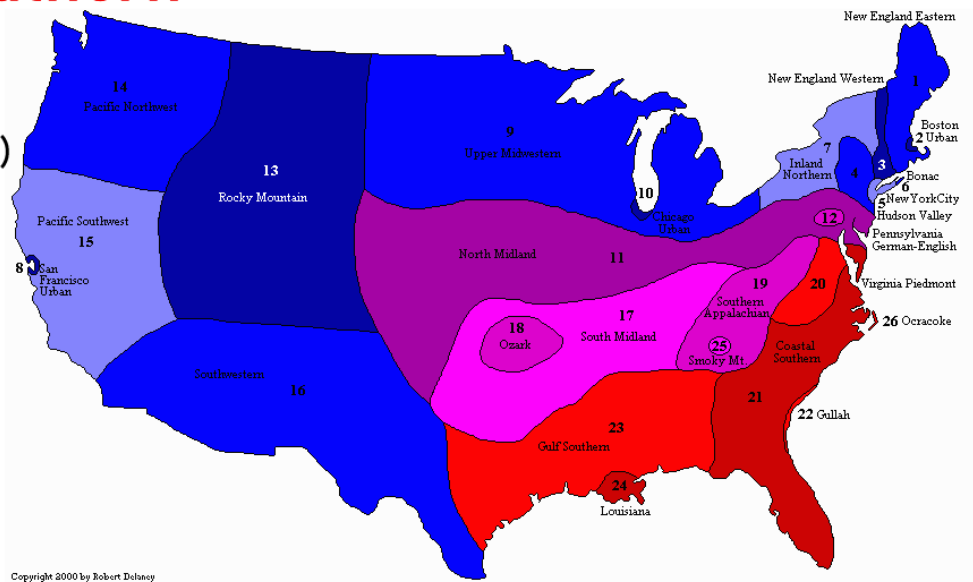 New England Eastern
14
Pacific Northwest
)
New England Western
1
9
Upper Midwestern
2 Boston
Urban
7
Inland
Northern
4
3
Bonac
6
13
Rocky Mountain
10
5 NewYorkCity
Hudson Valley
12
Chicago
Urban
Pacific Southwest
15
Pennsylvania
German-English
North Midland
11
8 San
Francisco
Urban
Virginia Piedmont
19
20
Southern
Appalachian
17
South Midland
18
Ozark
26 Ocracoke
25
Smoky Mt.
Coastal
Southern
Southwestern
16
21
22 Gullah
23
Gulf Southern
24
Louisiana
Copyright 2000 by Robert Delaney